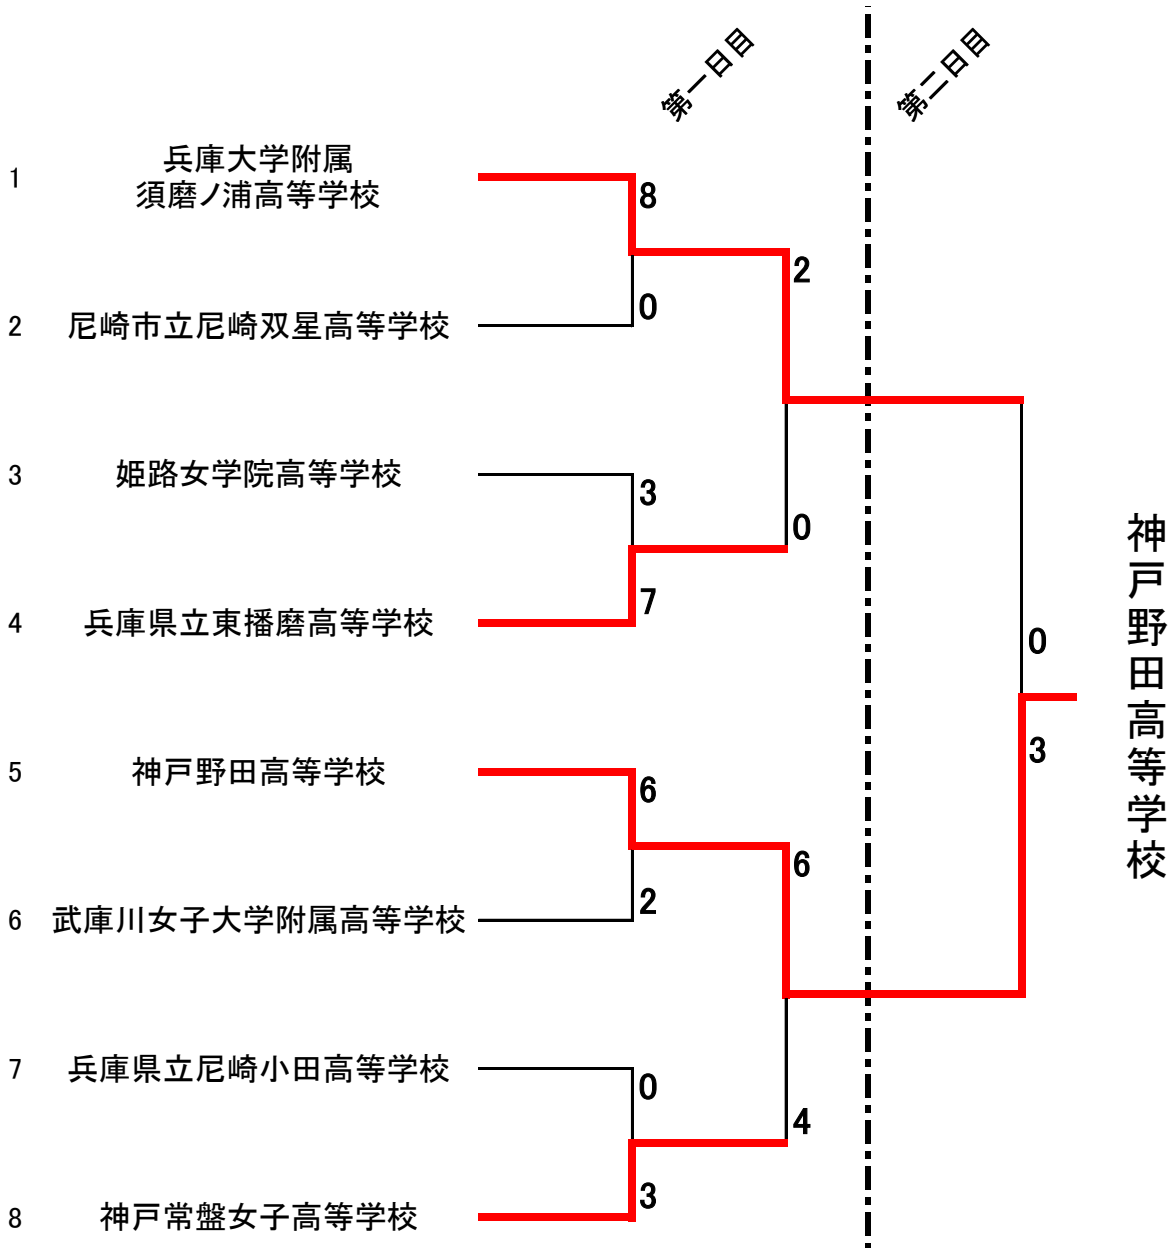 第一日目
第二日目
1
兵庫大学附属
須磨ノ浦高等学校
8
2
2
尼崎市立尼崎双星高等学校
0
3
姫路女学院高等学校
3
0
4
兵庫県立東播磨高等学校
7
0
3
神戸野田高等学校
5
神戸野田高等学校
6
6
6
武庫川女子大学附属高等学校
2
7
兵庫県立尼崎小田高等学校
0
4
8
神戸常盤女子高等学校
3